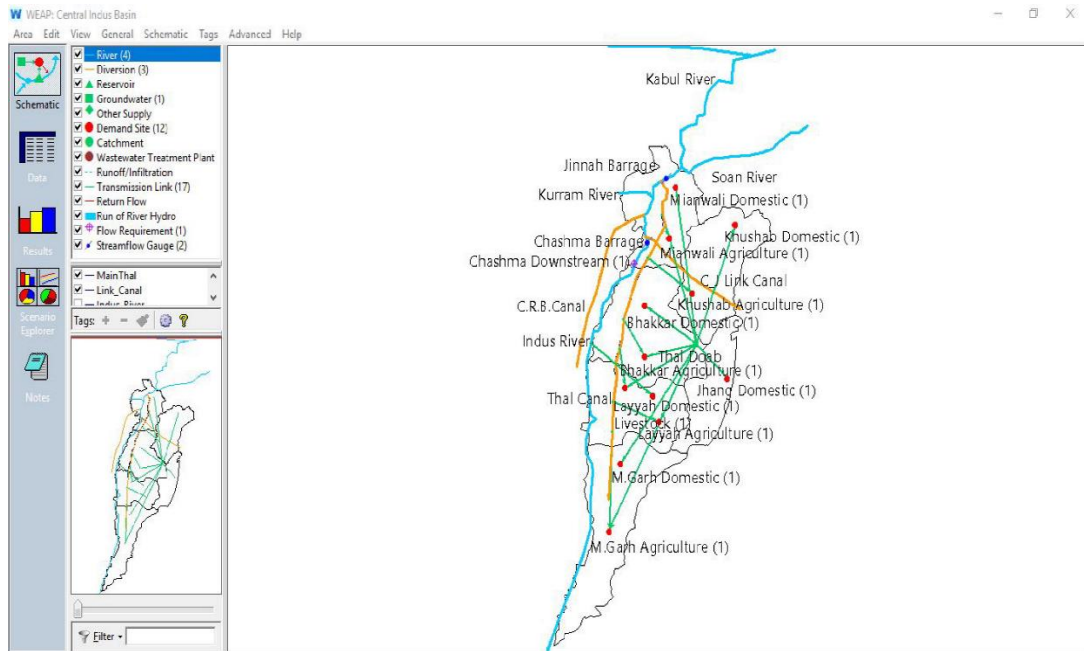 WEAP: Central Indus Basin
Area Edit View General Schematic Tags Advanced Help
Schematic
Data
Results
Scenario
Explorer
Notes
River (4)
Diversion (3)
Reservoir
Groundwater (1)
Other Supply
Demand Site (12)
Catchment
Wastewater Treatment Plant
Runoff/Infiltration
Transmission Link (17)
Return Flow
Run of River Hydro
Flow Requirement (1)
Streamflow Gauge (2)
MainThal
Link_Canal
Indus_River
Tags:
Filter
Kabul River
Jinnah Barrage
Soan River
Kurram River
Mianwali Domestic (1)
Khushab Domestic (1)
Chashma Barrage
Mianwali Agriculture (1)
Chashma Downstream (1)
C.J Link Canal
C.R.B.Canal
Khushab Agriculture (1)
Bhakkar Domestic (1)
Indus River
Thal Doab
Bhakkar Agriculture (1)
Jhang Domestic (1)
Thal Canal
Layyah Domestic (1)
Livestock (1)
Layyah Agriculture (1)
M.Garh Domestic (1)
M.Garh Agriculture (1)